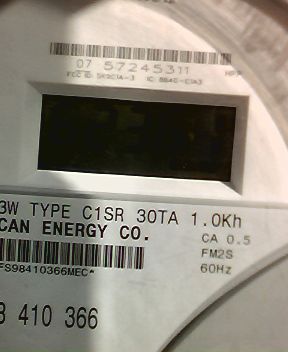 07 57245311
3W TYPE C1SR 30TA 1.0Kh
CAN ENERGY CO.
CA 0.5
FM2S
60Hz
FS98410366MEC*
8 410 366